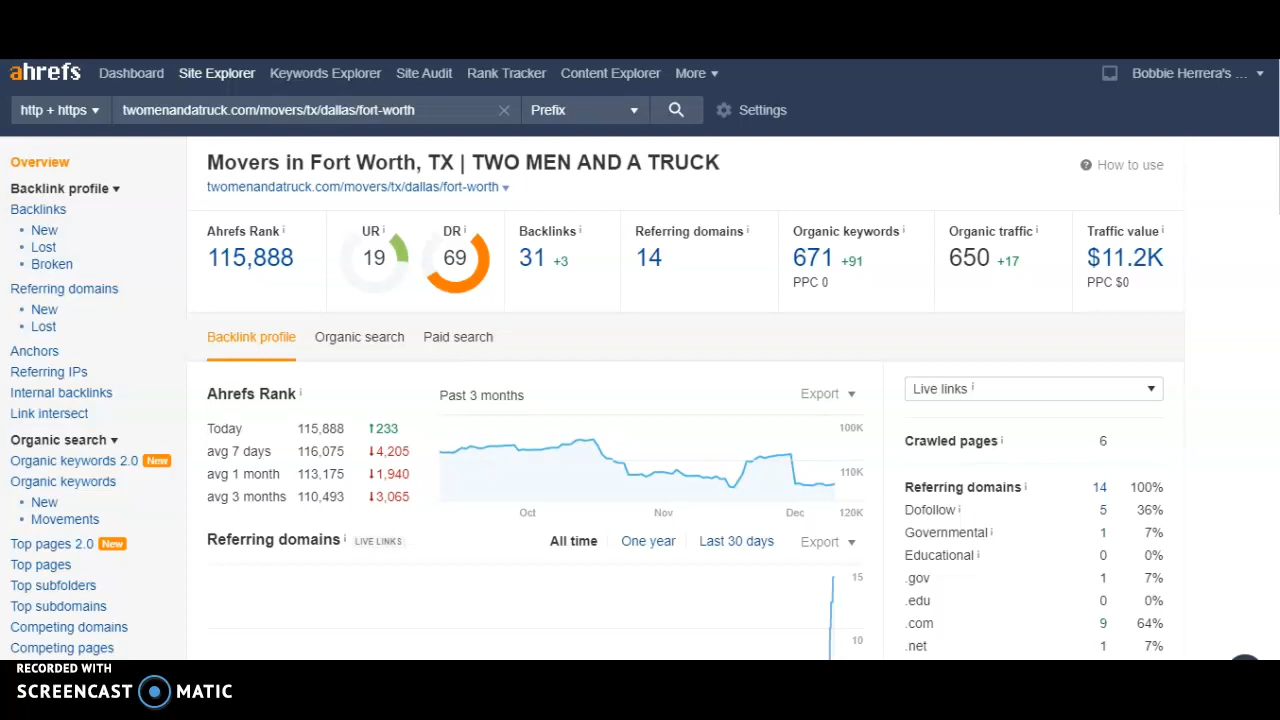 ahrefs Dashboard Site Explorer Keywords Explorer Site Audit Rank Tracker Content Explorer More Bobbie Herrera's ...
http + https twomenandatruck.com/movers/tx/dallas/fort-worth Prefix Settings
Overview
Backlink profile
Backlinks
• New
• Lost
• Broken
Referring domains
• New
• Lost
Anchors
Referring IPs
Internal backlinks
Link intersect
Organic search
Organic keywords 2.0 New
Organic keywords
• New
• Movements
Top pages 2.0 New
Top pages
Top subfolders
Top subdomains
Competing domains
Competing pages
Movers in Fort Worth, TX | TWO MEN AND A TRUCK
How to use
twomenandatruck.com/movers/tx/dallas/fort-worth
Ahrefs Rank i
115,888
UR i
19
DR i
69
Backlinks i
31 +3
Referring domains i
14
Organic keywords i
671 +91
PPC 0
Organic traffic i
650 +17
Traffic value i
$11.2K
PPC $0
Backlink profile Organic search Paid search
Ahrefs Rank i
Today 115,888 ↑233
avg 7 days 116,075 ↓4,205
avg 1 month 113,175 ↓1,940
avg 3 months 110,493 ↓3,065
Past 3 months Export
100K
110K
120K
Oct Nov Dec
Referring domains i LIVE LINKS All time One year Last 30 days Export
15
10
Live links i
Crawled pages i 6
Referring domains i 14 100%
Dofollow i 5 36%
Governmental i 1 7%
Educational i 0 0%
.gov 1 7%
.edu 0 0%
.com 9 64%
.net 1 7%
RECORDED WITH
SCREENCAST MATIC